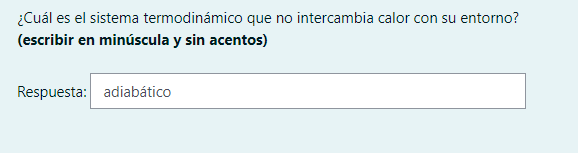 ¿Cuál es el sistema termodinámico que no intercambia calor con su entorno?
(escribir en minúscula y sin acentos)
Respuesta: adiabático